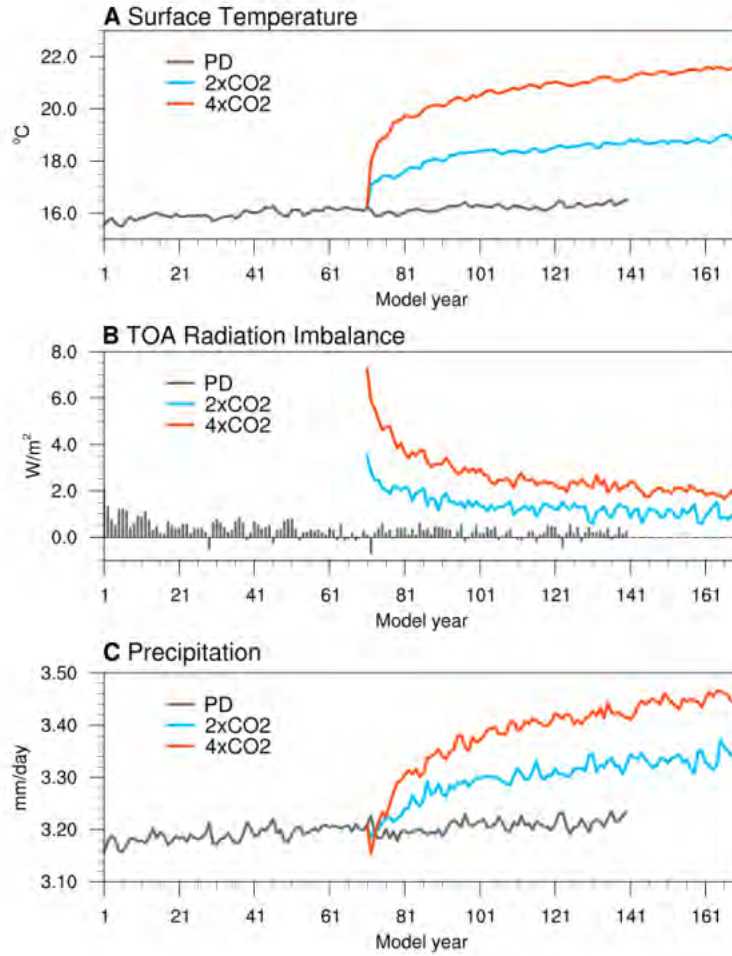 A Surface Temperature
22.0
20.0
18.0
16.0
°C
PD
2xCO2
4xCO2
1 21 41 61 81 101 121 141 161
Model year
B TOA Radiation Imbalance
8.0
6.0
4.0
2.0
0.0
W/m²
PD
2xCO2
4xCO2
1 21 41 61 81 101 121 141 161
Model year
C Precipitation
3.50
3.40
3.30
3.20
3.10
mm/day
PD
2xCO2
4xCO2
1 21 41 61 81 101 121 141 161
Model year